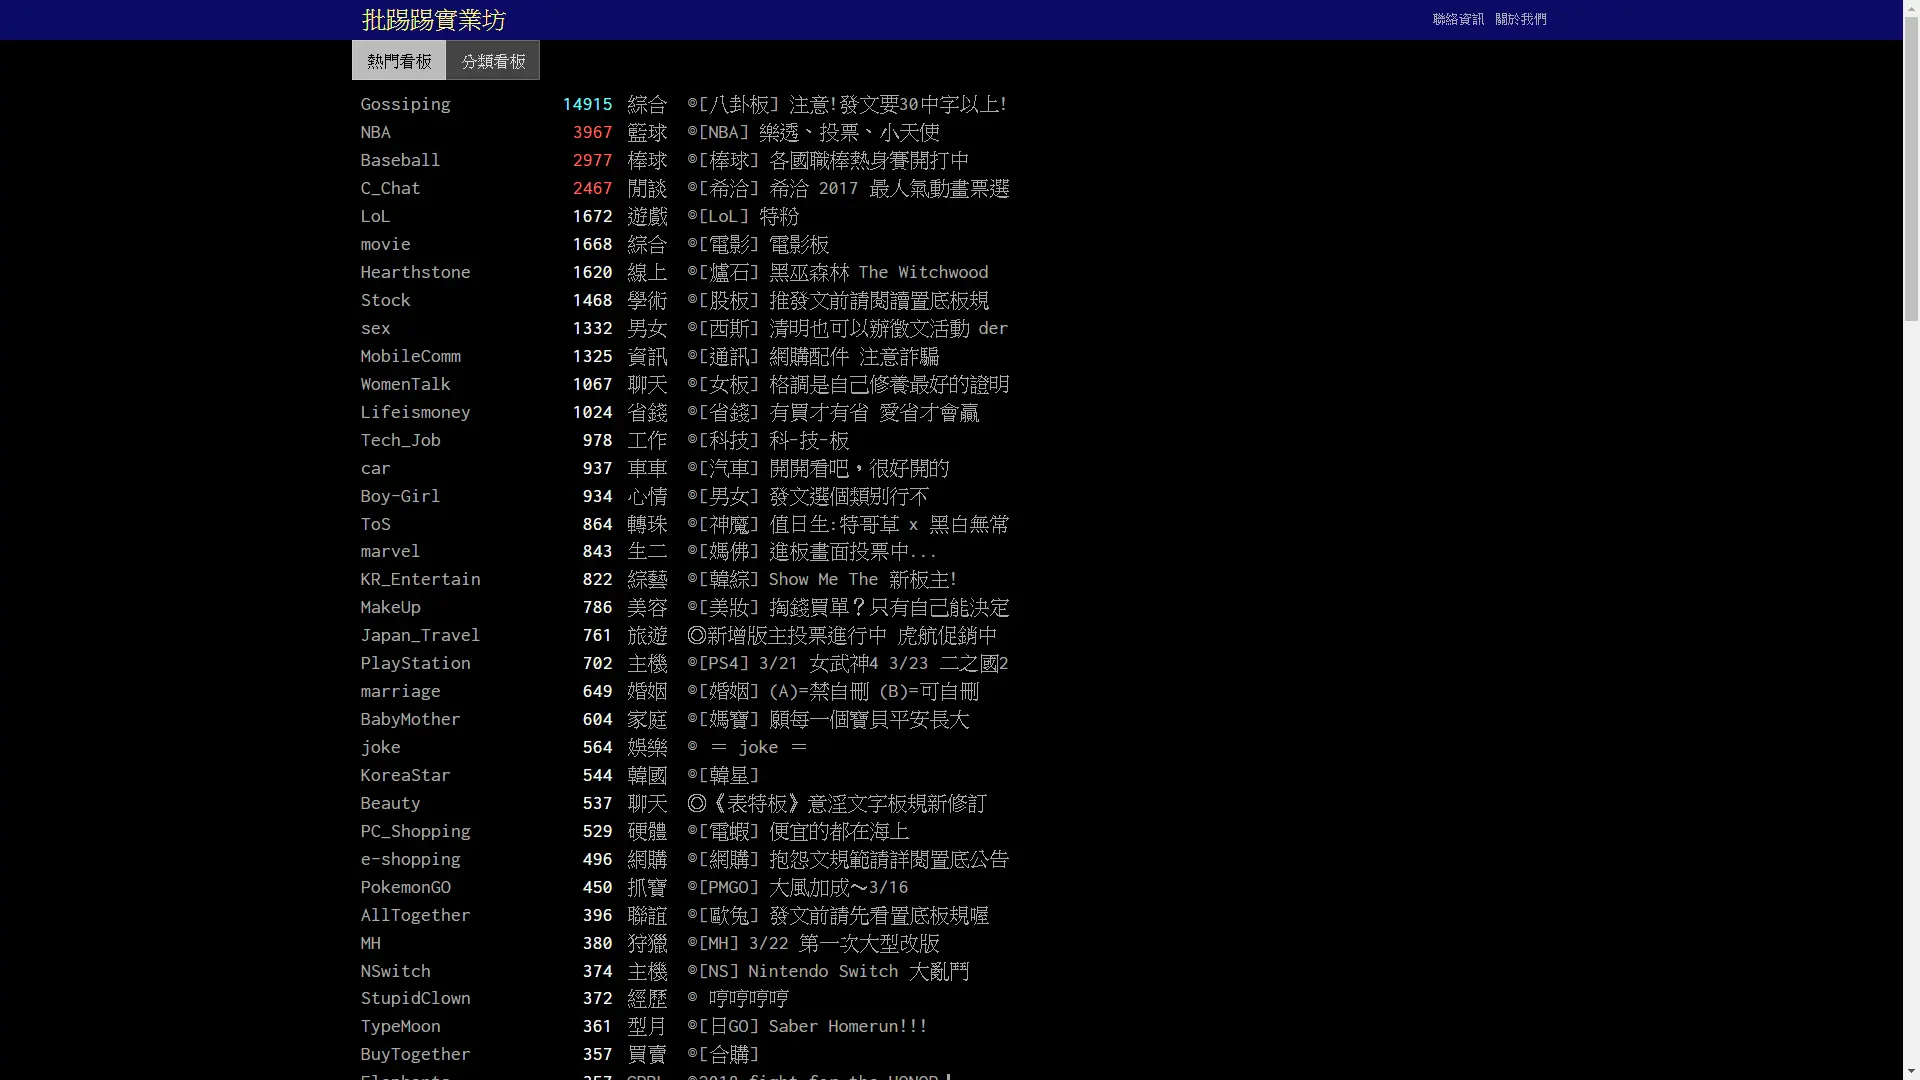 批踢踢實業坊 聯絡資訊 關於我們
熱門看板 分類看板
Gossiping 14915 綜合 ◎[八卦板] 注意!發文要30中字以上!
NBA 3967 籃球 ◎[NBA] 樂透、投票、小天使
Baseball 2977 棒球 ◎[棒球] 各國職棒熱身賽開打中
C_Chat 2467 閒談 ◎[希洽] 希洽 2017 最人氣動畫票選
LoL 1672 遊戲 ◎[LoL] 特粉
movie 1668 綜合 ◎[電影] 電影板
Hearthstone 1620 線上 ◎[爐石] 黑巫森林 The Witchwood
Stock 1468 學術 ◎[股板] 推發文前請閱讀置底板規
sex 1332 男女 ◎[西斯] 清明也可以辦徵文活動 der
MobileComm 1325 資訊 ◎[通訊] 網購配件 注意詐騙
WomenTalk 1067 聊天 ◎[女板] 格調是自己修養最好的證明
Lifeismoney 1024 省錢 ◎[省錢] 有買才有省 愛省才會贏
Tech_Job 978 工作 ◎[科技] 科-技-板
car 937 車車 ◎[汽車] 開開看吧，很好開的
Boy-Girl 934 心情 ◎[男女] 發文選個類別行不
ToS 864 轉珠 ◎[神魔] 值日生:特哥草 x 黑白無常
marvel 843 生二 ◎[媽佛] 進板畫面投票中...
KR_Entertain 822 綜藝 ◎[韓綜] Show Me The 新板主!
MakeUp 786 美容 ◎[美妝] 掏錢買單？只有自己能決定
Japan_Travel 761 旅遊 ◎新增版主投票進行中 虎航促銷中
PlayStation 702 主機 ◎[PS4] 3/21 女武神4 3/23 二之國2
marriage 649 婚姻 ◎[婚姻] (A)=禁自刪 (B)=可自刪
BabyMother 604 家庭 ◎[媽寶] 願每一個寶貝平安長大
joke 564 娛樂 ◎ ＝ joke ＝
KoreaStar 544 韓國 ◎[韓星]
Beauty 537 聊天 ◎《表特板》意淫文字板規新修訂
PC_Shopping 529 硬體 ◎[電蝦] 便宜的都在海上
e-shopping 496 網購 ◎[網購] 抱怨文規範請詳閱置底公告
PokemonGO 450 抓寶 ◎[PMGO] 大風加成～3/16
AllTogether 396 聯誼 ◎[歐兔] 發文前請先看置底板規喔
MH 380 狩獵 ◎[MH] 3/22 第一次大型改版
NSwitch 374 主機 ◎[NS] Nintendo Switch 大亂鬥
StupidClown 372 經歷 ◎ 哼哼哼哼
TypeMoon 361 型月 ◎[日GO] Saber Homerun!!!
BuyTogether 357 買賣 ◎[合購]
Elephants 357 CPBL ◎2018 fight for the HONOR！